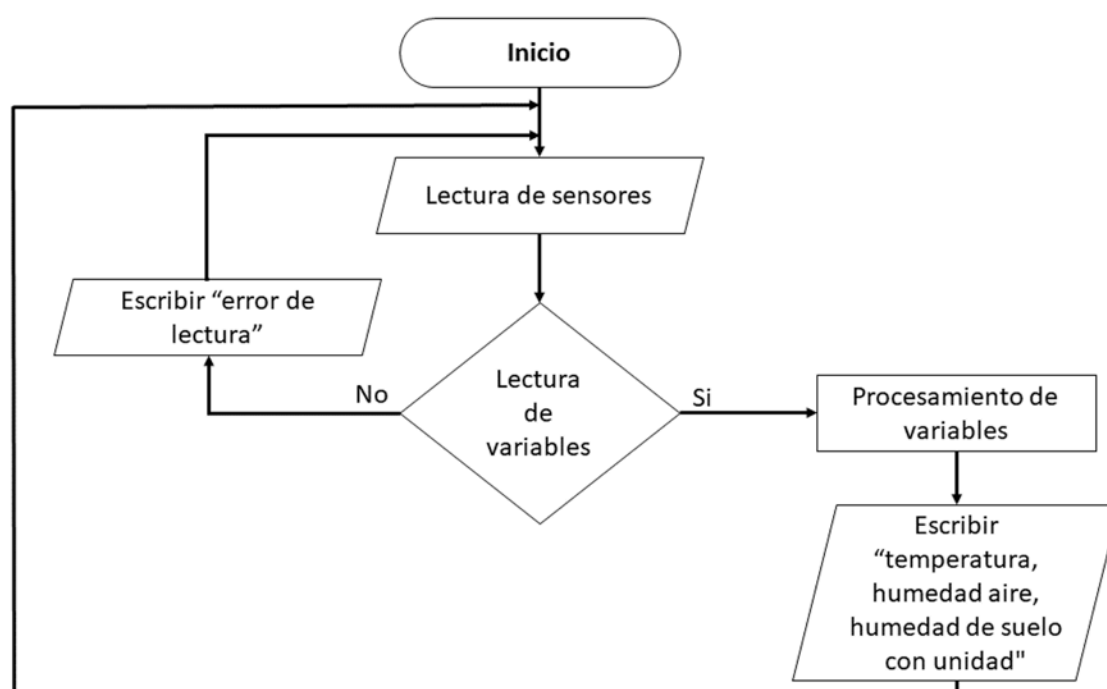 Inicio
Lectura de sensores
Escribir “error de
lectura”
No
Lectura
de
variables
Si
Procesamiento de
variables
Escribir
“temperatura,
humedad aire,
humedad de suelo
con unidad"